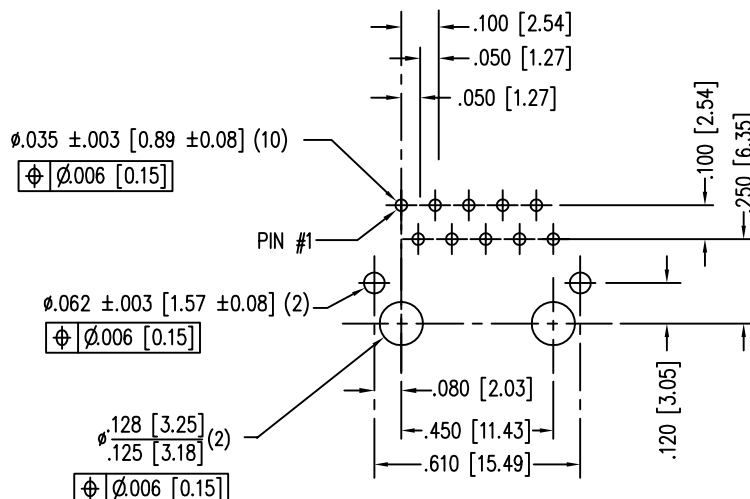 .100 [2.54]
.050 [1.27]
.050 [1.27]
.100 [2.54]
.250 [6.35]
ø.035 ±.003 [0.89 ±0.08] (10)
⌖ Ø.006 [0.15]
PIN #1
ø.062 ±.003 [1.57 ±0.08] (2)
⌖ Ø.006 [0.15]
.080 [2.03]
.120 [3.05]
ø.128 [3.25]
.125 [3.18] (2)
.450 [11.43]
.610 [15.49]
⌖ Ø.006 [0.15]